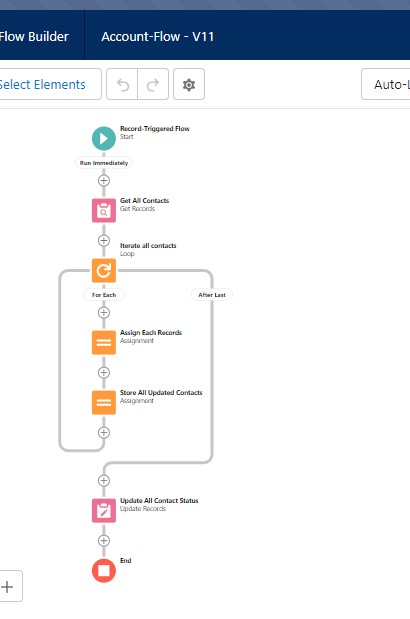 Flow Builder
Account-Flow - V11
Select Elements
Auto-L
Record-Triggered Flow
Start
Run Immediately
Get All Contacts
Get Records
Iterate all contacts
Loop
For Each
After Last
Assign Each Records
Assignment
Store All Updated Contacts
Assignment
Update All Contact Status
Update Records
End